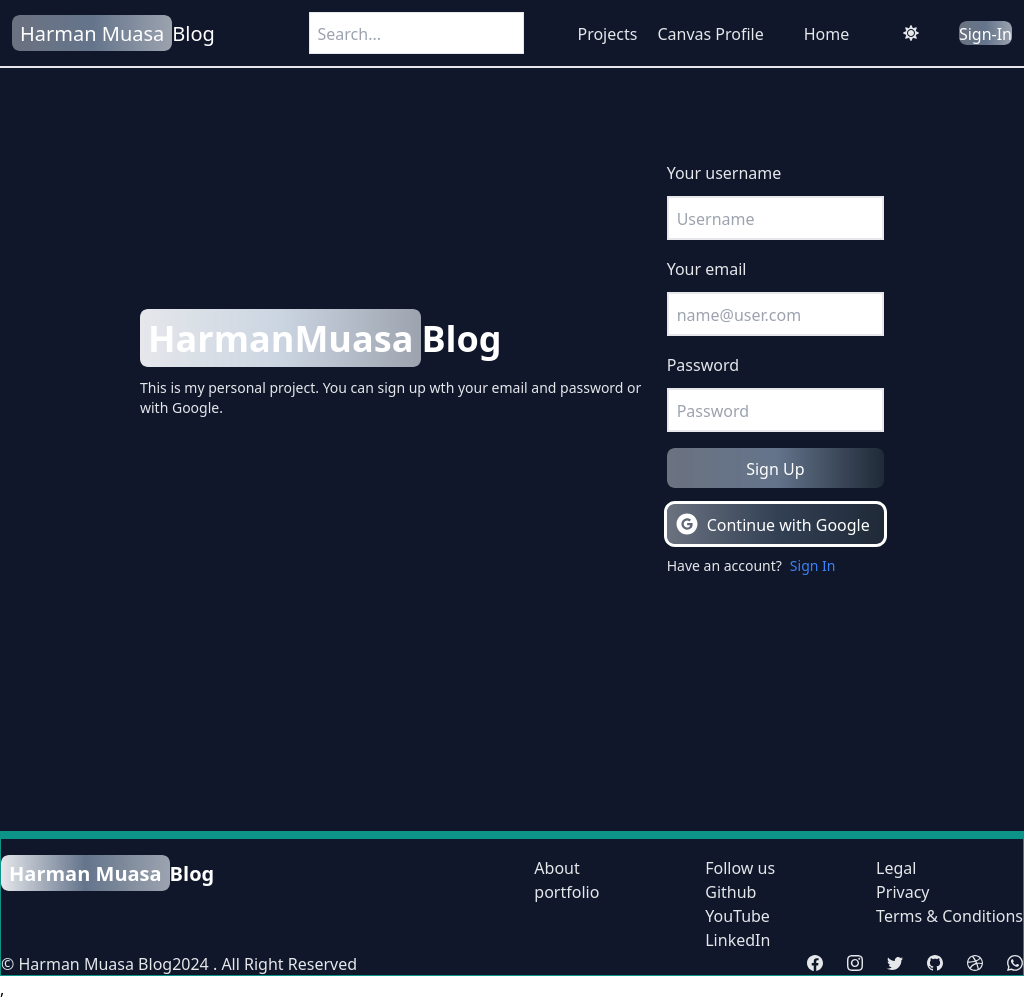 Harman Muasa Blog
Search...
Projects Canvas Profile Home Sign-In
HarmanMuasa Blog
This is my personal project. You can sign up wth your email and password or
with Google.
Your username
Username
Your email
name@user.com
Password
Password
Sign Up
Continue with Google
Have an account? Sign In
Harman Muasa Blog
About
portfolio
Follow us
Github
YouTube
LinkedIn
Legal
Privacy
Terms & Conditions
© Harman Muasa Blog2024 . All Right Reserved
,